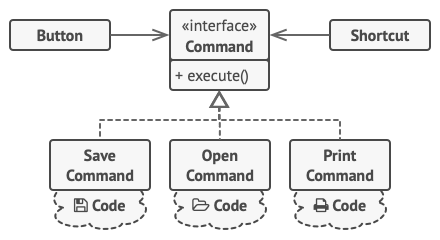 «interface»
Button
Command
Shortcut
+ execute()
Save
Command
Open
Command
Print
Command
Code
Code
Code